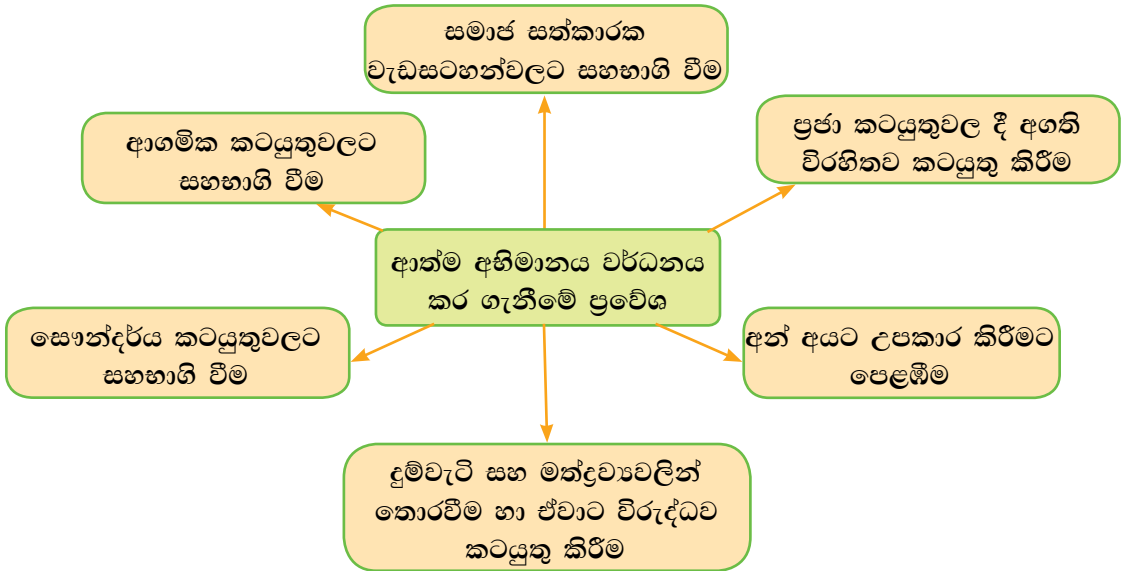 සමාජ සත්කාරක
වැඩසටහන්වලට සහභාගි වීම
ආගමික කටයුතුවලට
සහභාගි වීම
ප්‍රජා කටයුතුවල දී අගති
විරහිතව කටයුතු කිරීම
ආත්ම අභිමානය වර්ධනය
කර ගැනීමේ ප්‍රවේශ
සෞන්දර්ය කටයුතුවලට
සහභාගි වීම
අන් අයට උපකාර කිරීමට
පෙළඹීම
දුම්වැටි සහ මත්ද්‍රව්‍යවලින්
තොරවීම හා ඒවාට විරුද්ධව
කටයුතු කිරීම